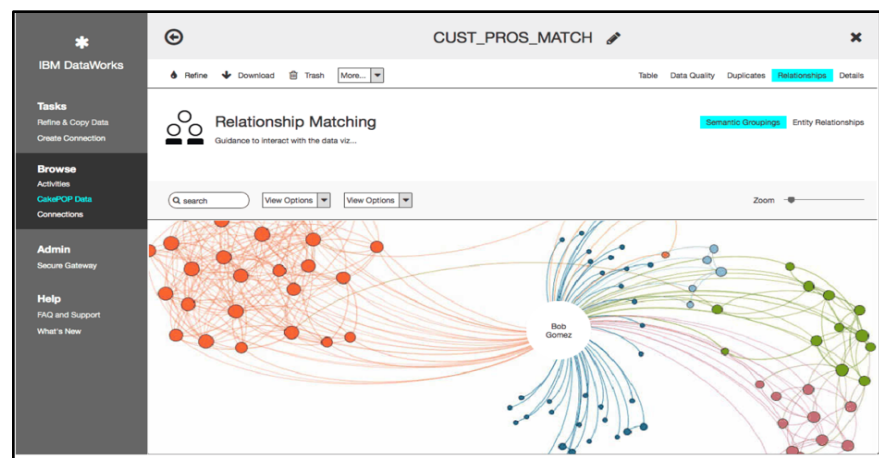 CUST_PROS_MATCH
IBM DataWorks
Refine Download Trash More... Table Data Quality Duplicates Relationships Details
Tasks
Refine & Copy Data
Create Connection
Relationship Matching
Guidance to interact with the data viz...
Semantic Groupings Entity Relationships
Browse
Activities
CakePOP Data
Connections
search View Options View Options Zoom
Admin
Secure Gateway
Help
FAQ and Support
What's New
Bob
Gomez